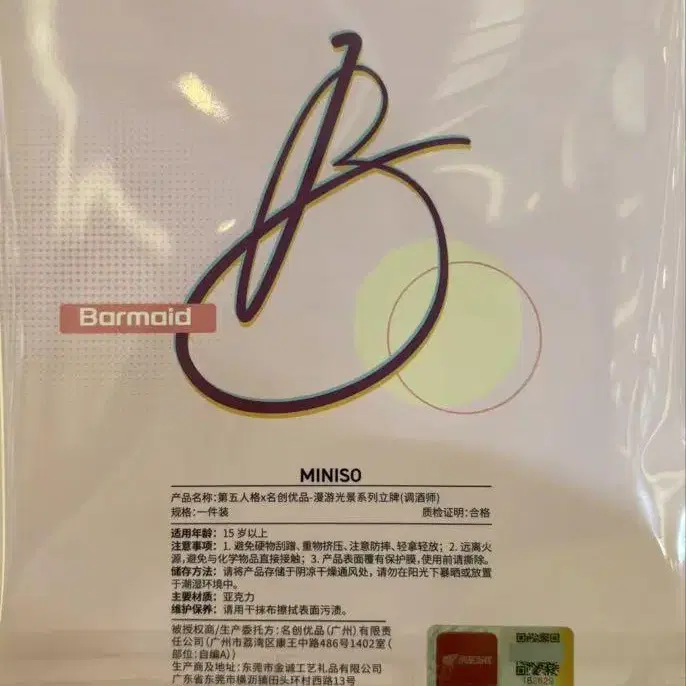 B
Barmaid
MINISO
产品名称：第五人格x名创优品-漫游光景系列立牌(调酒师)
规格：一件装 质检证明：合格
适用年龄：15岁以上
注意事项：1. 避免硬物刮蹭、重物挤压、注意防摔、轻拿轻放；2. 远离火
源，避免与化学物品直接接触；3. 产品表面覆有保护膜，使用前请撕除。
储存方法：请将产品存储于阴凉干燥通风处，请勿在阳光下暴晒或放置
于潮湿环境中。
主要材质：亚克力
维护保养：请用干抹布擦拭表面污渍。
被授权商/生产委托方：名创优品(广州)有限责
任公司(广州市荔湾区康王中路486号1402室(
部位：自编A))
生产商及地址：东莞市金诚工艺礼品有限公司
广东省东莞市横沥镇田头环村西路13号
182629